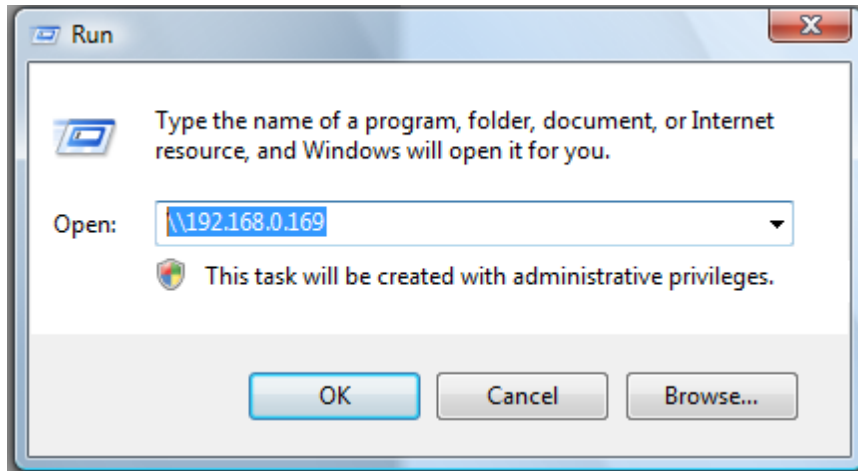 Run
Type the name of a program, folder, document, or Internet
resource, and Windows will open it for you.
Open:
\\192.168.0.169
This task will be created with administrative privileges.
OK
Cancel
Browse...